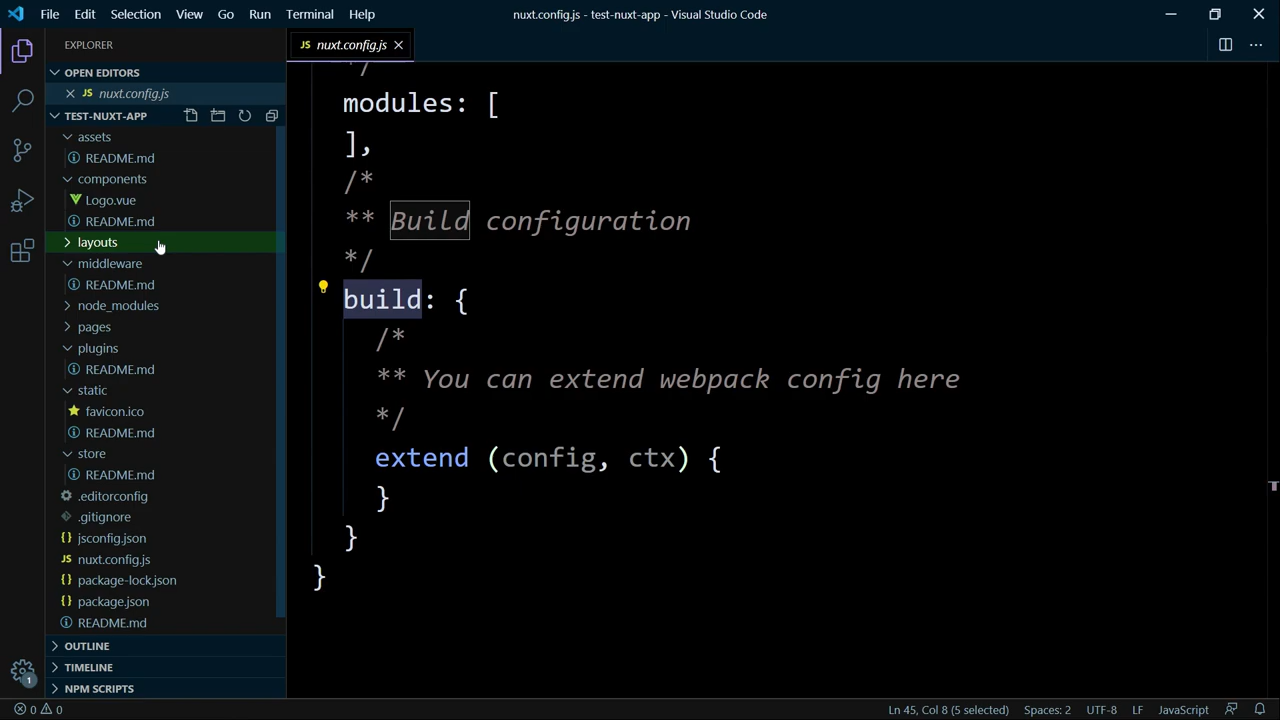 File Edit Selection View Go Run Terminal Help nuxt.config.js - test-nuxt-app - Visual Studio Code
EXPLORER
JS nuxt.config.js
OPEN EDITORS
JS nuxt.config.js
TEST-NUXT-APP
assets
README.md
components
Logo.vue
README.md
layouts
middleware
README.md
node_modules
pages
plugins
README.md
static
favicon.ico
README.md
store
README.md
.editorconfig
.gitignore
{} jsconfig.json
JS nuxt.config.js
{} package-lock.json
{} package.json
README.md
OUTLINE
TIMELINE
NPM SCRIPTS
*/
modules: [
],
/*
** Build configuration
*/
build: {
/*
** You can extend webpack config here
*/
extend (config, ctx) {
}
}
}
1
0 0 Ln 45, Col 8 (5 selected) Spaces: 2 UTF-8 LF JavaScript